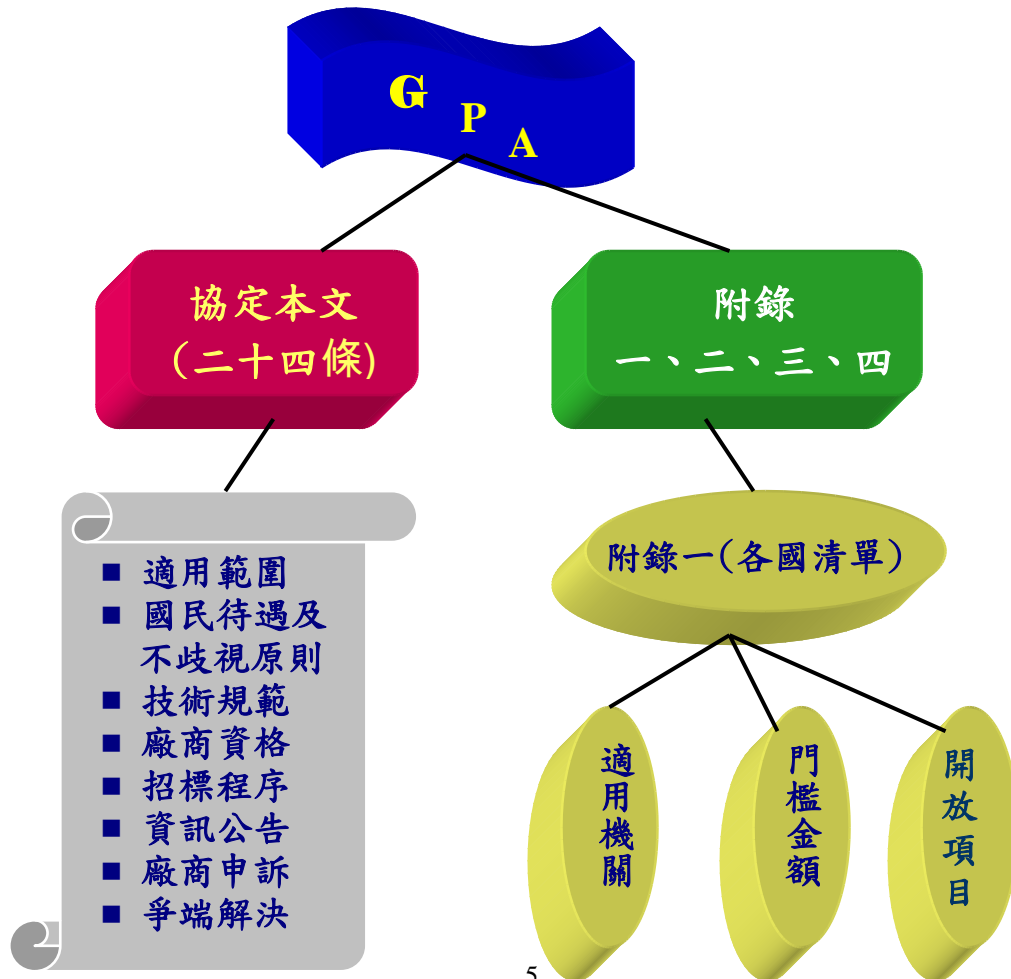 G P A
協定本文
(二十四條)
附錄
一、二、三、四
■ 適用範圍
■ 國民待遇及
不歧視原則
■ 技術規範
■ 廠商資格
■ 招標程序
■ 資訊公告
■ 廠商申訴
■ 爭端解決
附錄一(各國清單)
適用機關
門檻金額
開放項目
5